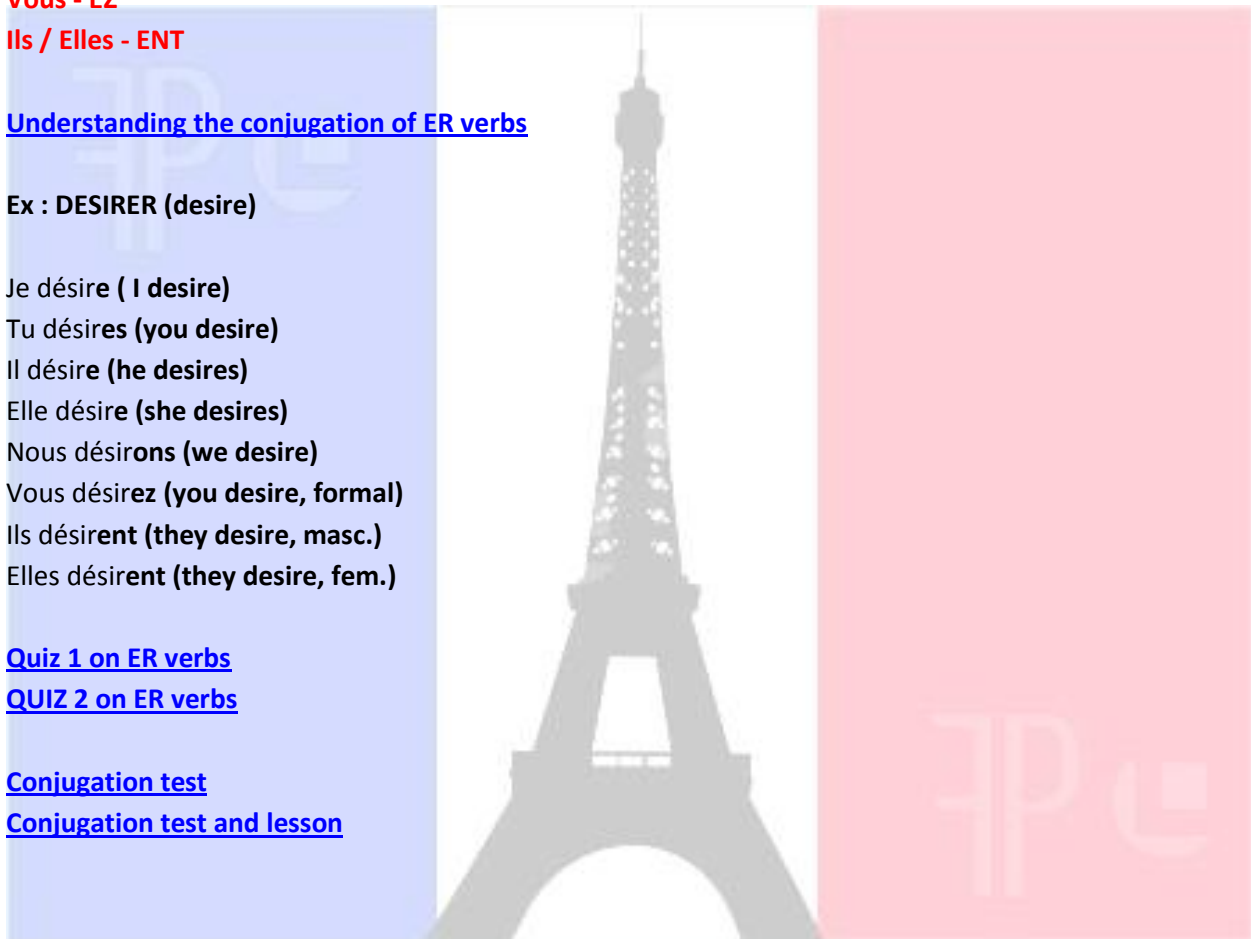 Vous - EZ
Ils / Elles - ENT
Understanding the conjugation of ER verbs
Ex : DESIRER (desire)
Je désire ( I desire)
Tu désires (you desire)
Il désire (he desires)
Elle désire (she desires)
Nous désirons (we desire)
Vous désirez (you desire, formal)
Ils désirent (they desire, masc.)
Elles désirent (they desire, fem.)
Quiz 1 on ER verbs
QUIZ 2 on ER verbs
Conjugation test
Conjugation test and lesson